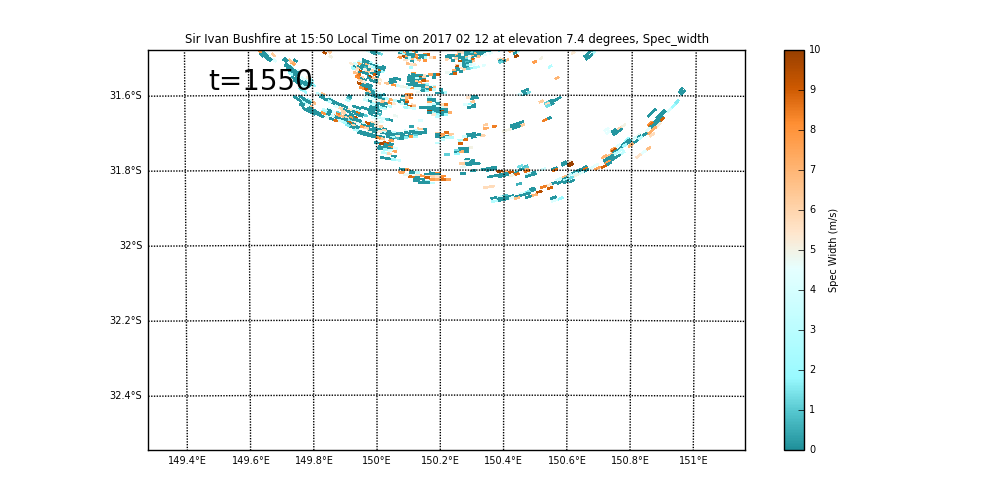 Sir Ivan Bushfire at 15:50 Local Time on 2017 02 12 at elevation 7.4 degrees, Spec_width
t=1550
31.6°S
31.8°S
32°S
32.2°S
32.4°S
149.4°E 149.6°E 149.8°E 150°E 150.2°E 150.4°E 150.6°E 150.8°E 151°E
10
9
8
7
6
5
4
3
2
1
0
Spec Width (m/s)